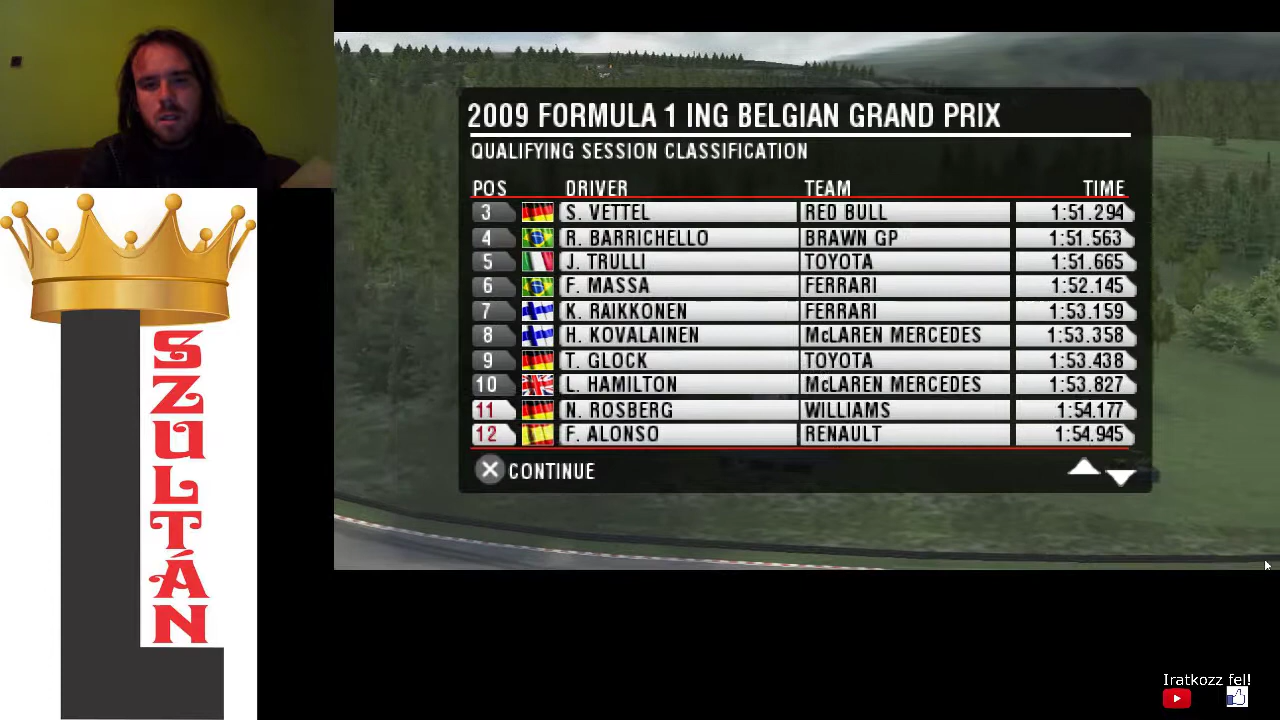 2009 FORMULA 1 ING BELGIAN GRAND PRIX
QUALIFYING SESSION CLASSIFICATION
POS DRIVER TEAM TIME
3 S. VETTEL RED BULL 1:51.294
4 R. BARRICHELLO BRAWN GP 1:51.563
5 J. TRULLI TOYOTA 1:51.665
6 F. MASSA FERRARI 1:52.145
7 K. RAIKKONEN FERRARI 1:53.159
8 H. KOVALAINEN McLAREN MERCEDES 1:53.358
9 T. GLOCK TOYOTA 1:53.438
10 L. HAMILTON McLAREN MERCEDES 1:53.827
11 N. ROSBERG WILLIAMS 1:54.177
12 F. ALONSO RENAULT 1:54.945
CONTINUE
L
SZULTÁN
Iratkozz fel!